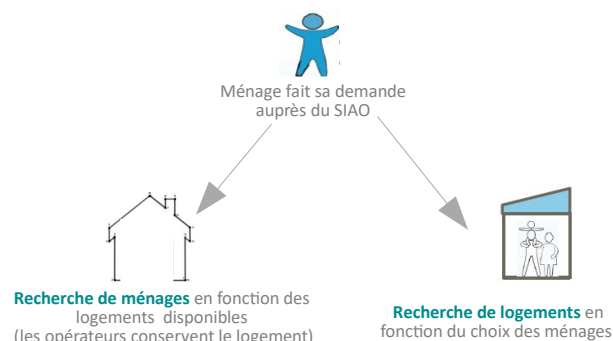 Ménage fait sa demande
auprès du SIAO
Recherche de ménages en fonction des
logements disponibles
(les opérateurs conservent le logement)
Recherche de logements en
fonction du choix des ménages